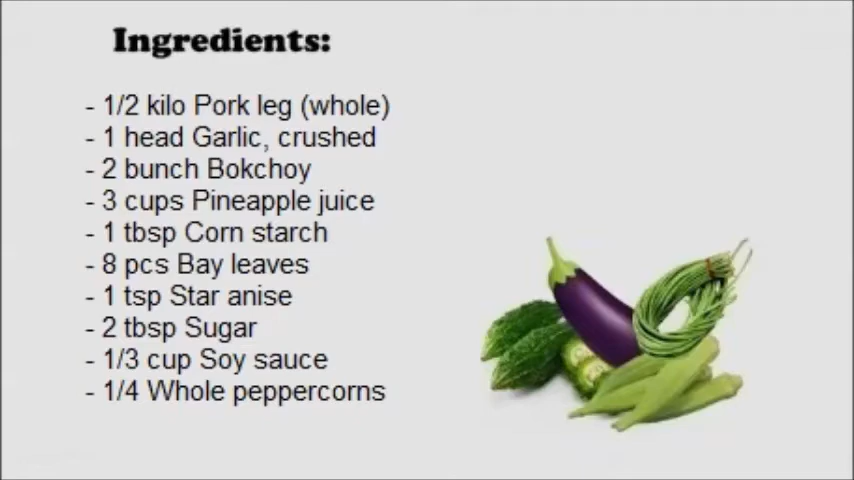 Ingredients:
- 1/2 kilo Pork leg (whole)
- 1 head Garlic, crushed
- 2 bunch Bokchoy
- 3 cups Pineapple juice
- 1 tbsp Corn starch
- 8 pcs Bay leaves
- 1 tsp Star anise
- 2 tbsp Sugar
- 1/3 cup Soy sauce
- 1/4 Whole peppercorns